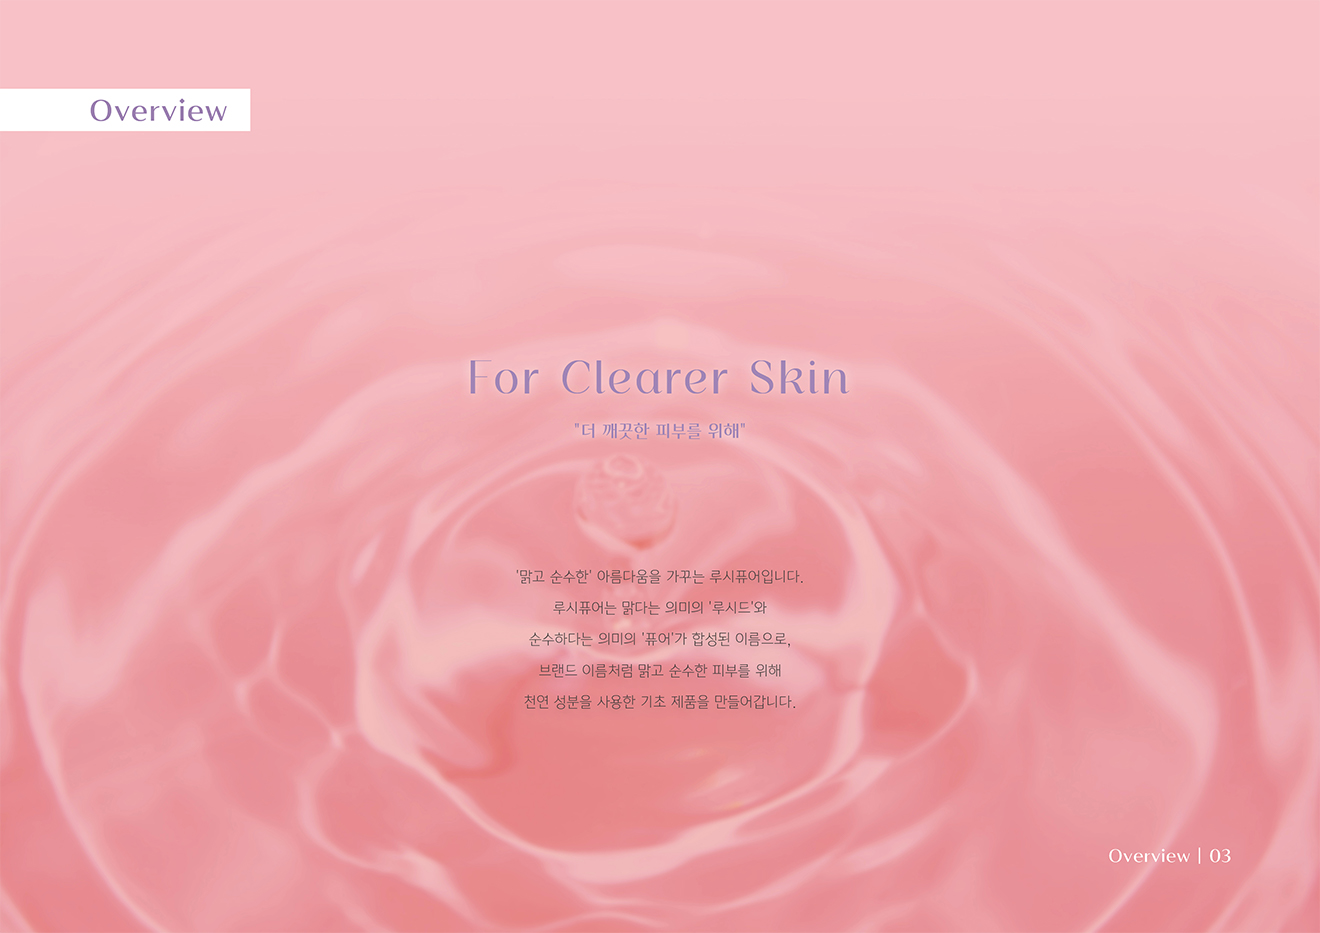 Overview
For Clearer Skin
"더 깨끗한 피부를 위해"
'맑고 순수한' 아름다움을 가꾸는 루시퓨어입니다.
루시퓨어는 맑다는 의미의 '루시드'와
순수하다는 의미의 '퓨어'가 합성된 이름으로,
브랜드 이름처럼 맑고 순수한 피부를 위해
천연 성분을 사용한 기초 제품을 만들어갑니다.
Overview | 03